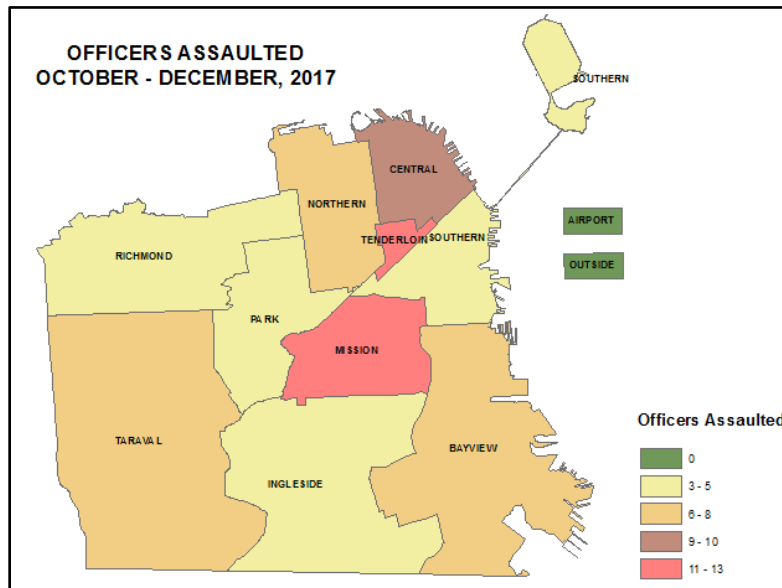 OFFICERS ASSAULTED
OCTOBER - DECEMBER, 2017
SOUTHERN
CENTRAL
NORTHERN
AIRPORT
TENDERLOIN
SOUTHERN
RICHMOND
OUTSIDE
PARK
MISSION
TARAVAL
BAYVIEW
INGLESIDE
Officers Assaulted
0
3 - 5
6 - 8
9 - 10
11 - 13